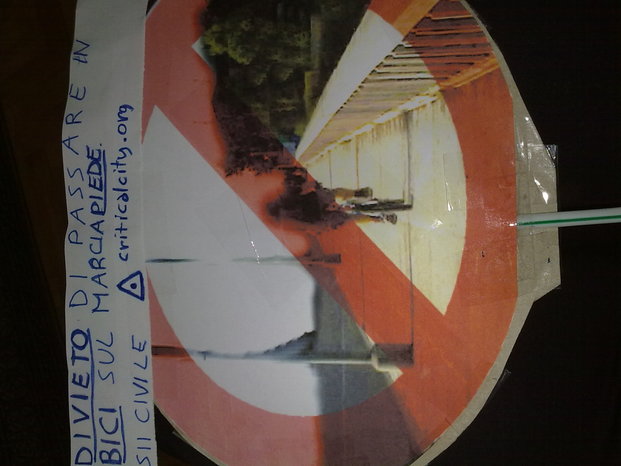 DIVIETO DI PASSARE IN
BICI SUL MARCIAPIEDE.
SII CIVILE criticalcity.org